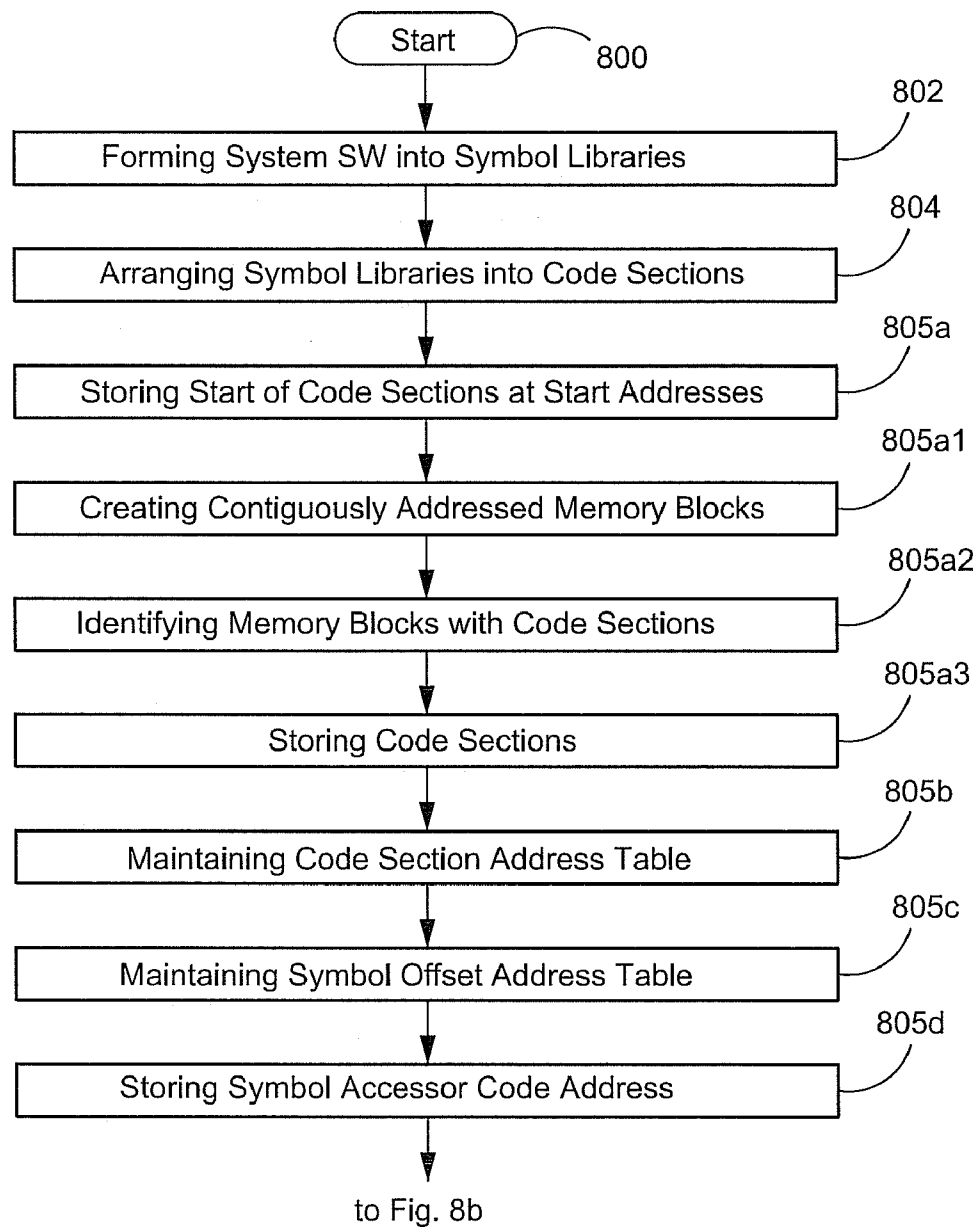 Start
800
802
Forming System SW into Symbol Libraries
804
Arranging Symbol Libraries into Code Sections
805a
Storing Start of Code Sections at Start Addresses
805a1
Creating Contiguously Addressed Memory Blocks
805a2
Identifying Memory Blocks with Code Sections
805a3
Storing Code Sections
805b
Maintaining Code Section Address Table
805c
Maintaining Symbol Offset Address Table
805d
Storing Symbol Accessor Code Address
to Fig. 8b